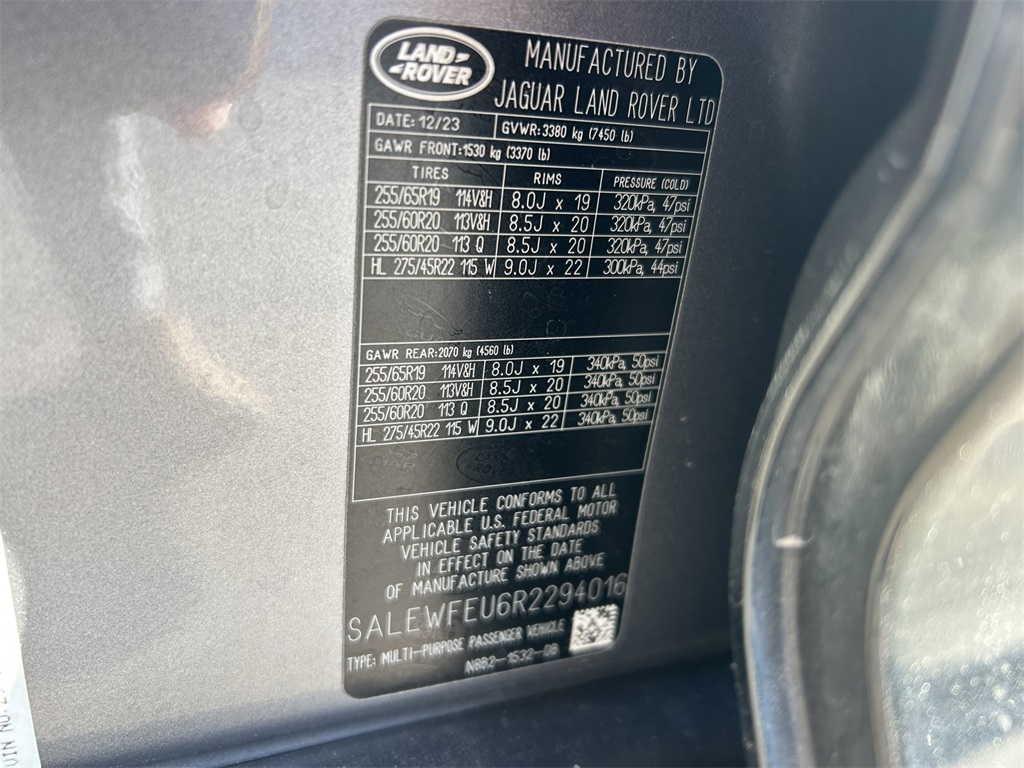 LAND-
-ROVER
MANUFACTURED BY
JAGUAR LAND ROVER LTD
DATE: 12/23 GVWR:3380 kg (7450 lb)
GAWR FRONT:1530 kg (3370 lb)
TIRES RIMS PRESSURE (COLD)
255/65R19 114V&H 8.0J x 19 320kPa, 47psi
255/60R20 113V&H 8.5J x 20 320kPa, 47psi
255/60R20 113 Q 8.5J x 20 320kPa, 47psi
HL 275/45R22 115 W 9.0J x 22 300kPa, 44psi
GAWR REAR:2070 kg (4560 lb)
255/65R19 114V&H 8.0J x 19 340kPa, 50psi
255/60R20 113V&H 8.5J x 20 340kPa, 50psi
255/60R20 113 Q 8.5J x 20 340kPa, 50psi
HL 275/45R22 115 W 9.0J x 22 340kPa, 50psi
THIS VEHICLE CONFORMS TO ALL
APPLICABLE U.S. FEDERAL MOTOR
VEHICLE SAFETY STANDARDS
IN EFFECT ON THE DATE
OF MANUFACTURE SHOWN ABOVE
SALEWFEU6R2294016
TYPE: MULTI-PURPOSE PASSENGER VEHICLE
N8B2-1532-DB